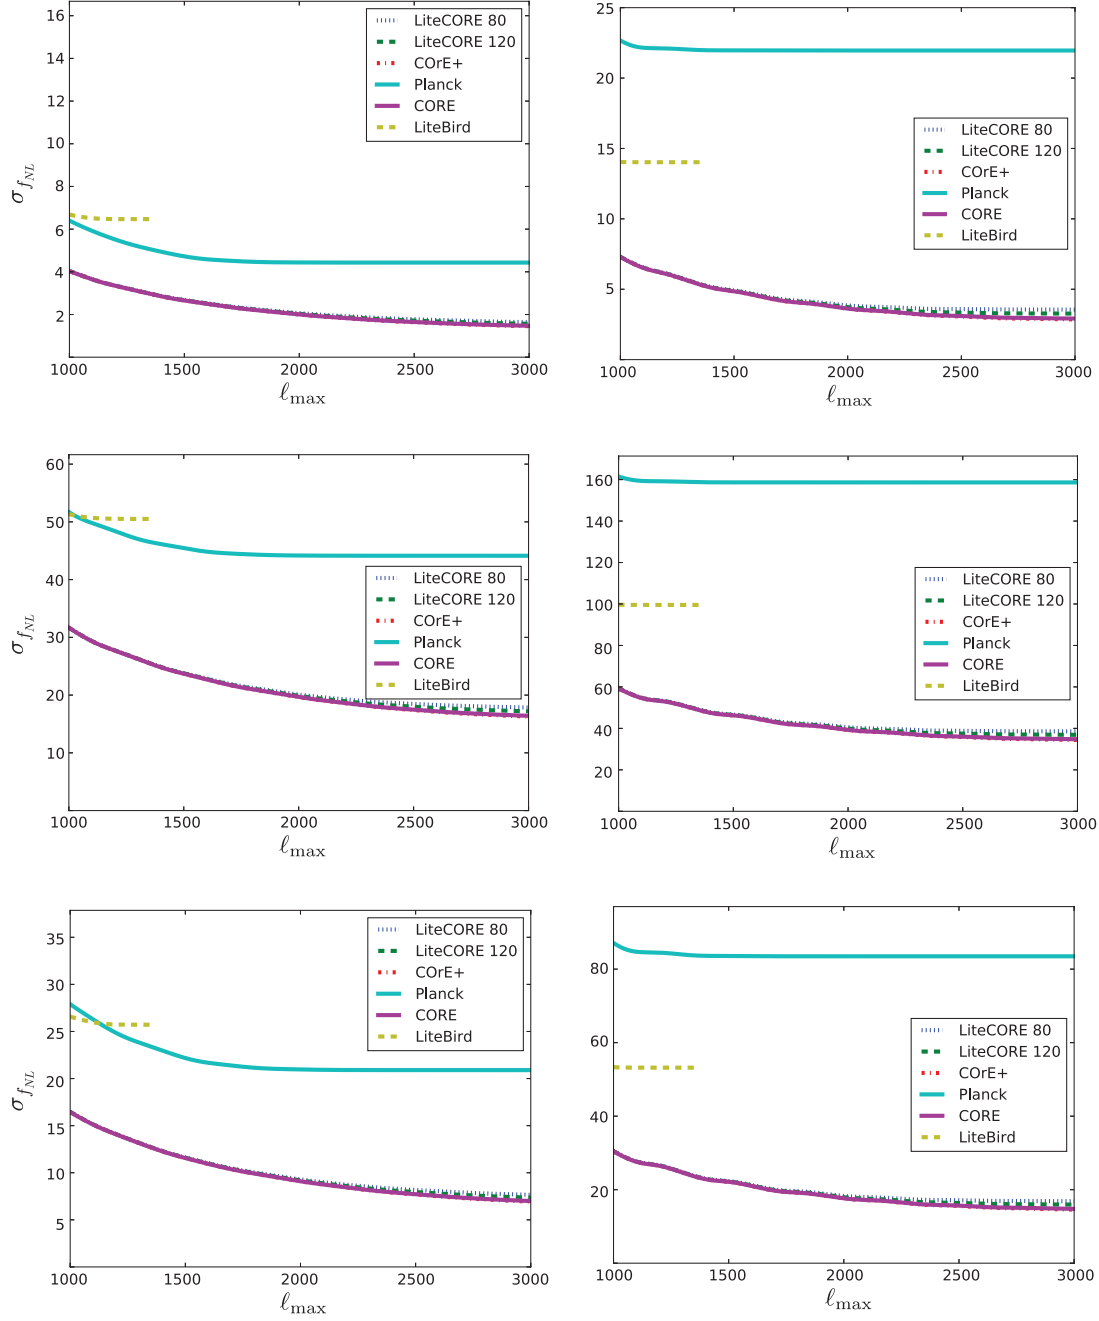 16
14
12
10
8
6
4
2
σ_{f_{NL}}
LiteCORE 80
LiteCORE 120
COrE+
Planck
CORE
LiteBird
1000 1500 2000 2500 3000
ℓ_max
25
20
15
10
5
LiteCORE 80
LiteCORE 120
COrE+
Planck
CORE
LiteBird
1000 1500 2000 2500 3000
ℓ_max
60
50
40
30
20
10
σ_{f_{NL}}
LiteCORE 80
LiteCORE 120
COrE+
Planck
CORE
LiteBird
1000 1500 2000 2500 3000
ℓ_max
160
140
120
100
80
60
40
20
LiteCORE 80
LiteCORE 120
COrE+
Planck
CORE
LiteBird
1000 1500 2000 2500 3000
ℓ_max
35
30
25
20
15
10
5
σ_{f_{NL}}
LiteCORE 80
LiteCORE 120
COrE+
Planck
CORE
LiteBird
1000 1500 2000 2500 3000
ℓ_max
80
60
40
20
LiteCORE 80
LiteCORE 120
COrE+
Planck
CORE
LiteBird
1000 1500 2000 2500 3000
ℓ_max